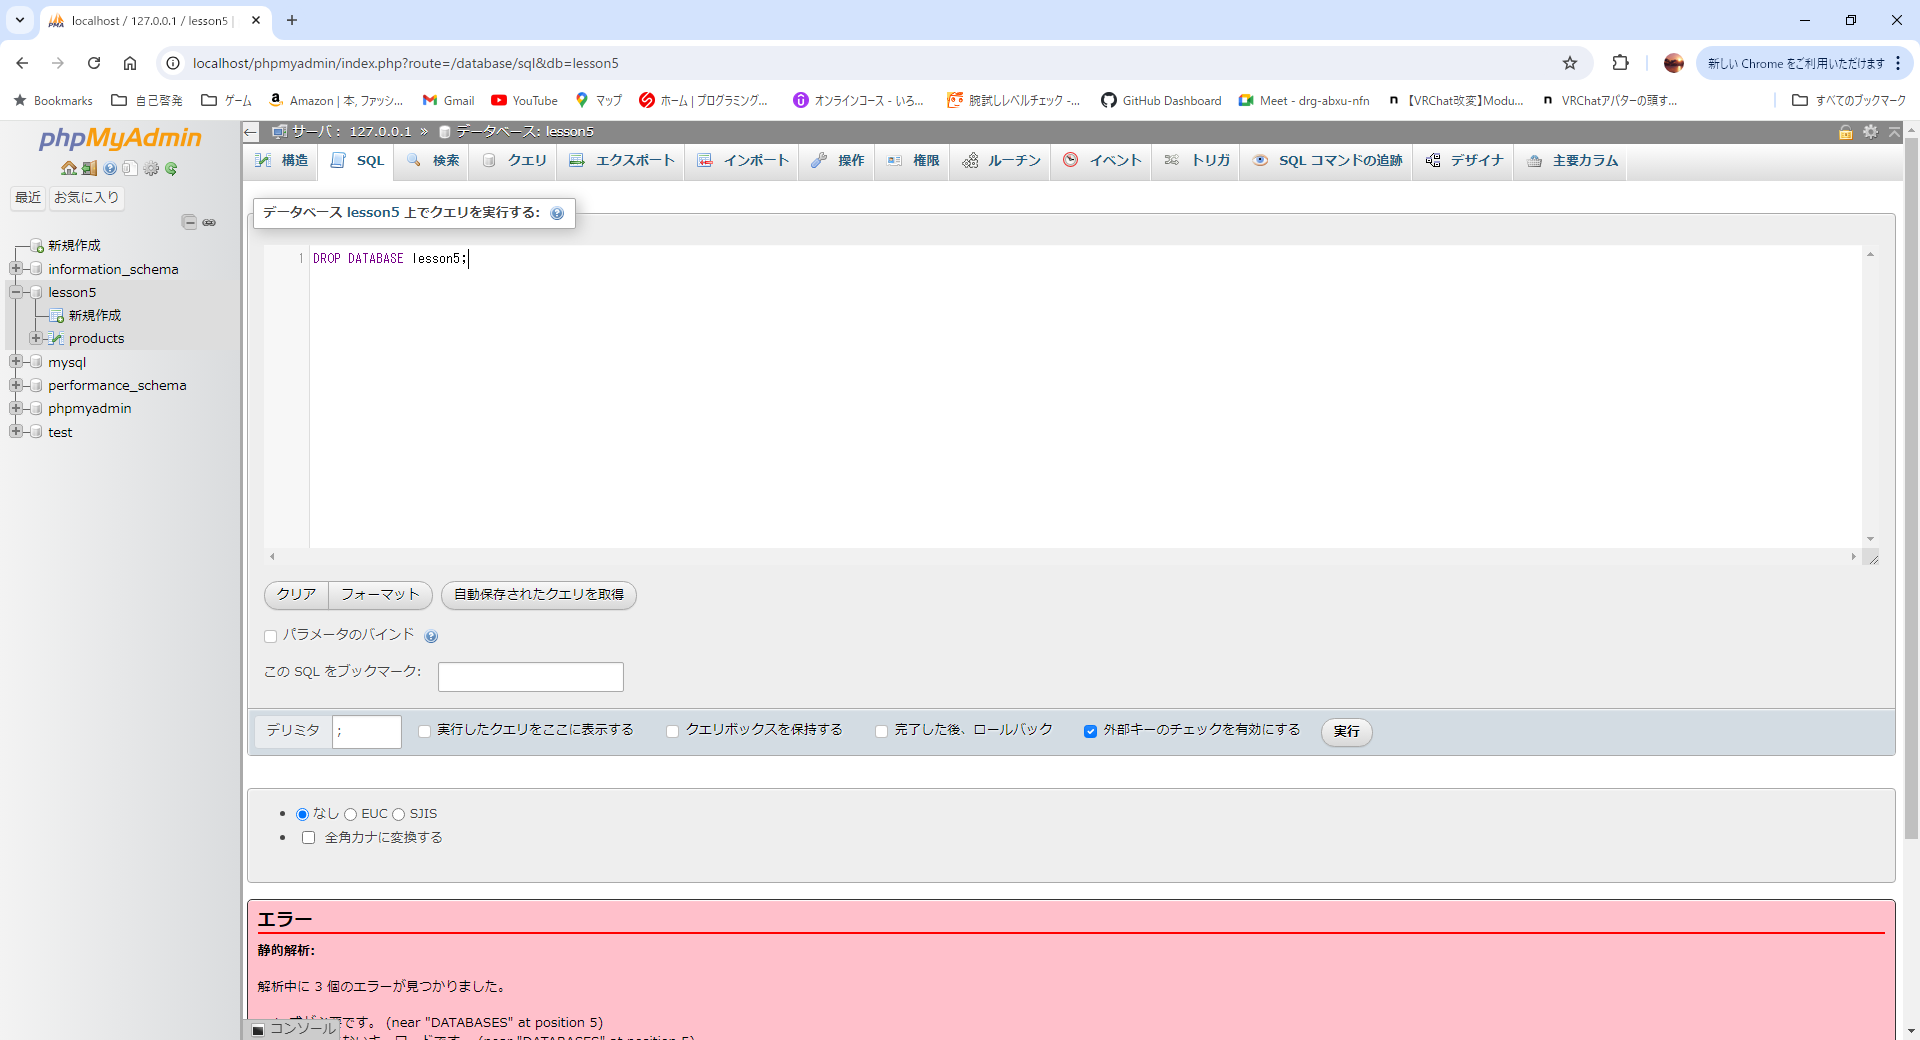 localhost / 127.0.0.1 / lesson5 |
localhost/phpmyadmin/index.php?route=/database/sql&db=lesson5
新しい Chrome をご利用いただけます
Bookmarks 自己啓発 ゲーム Amazon | 本, ファッシ... Gmail YouTube マップ ホーム | プログラミング... オンラインコース - いろ... 腕試しレベルチェック -... GitHub Dashboard Meet - drg-abxu-nfn 【VRChat改変】Modu... VRChatアバターの頭す... すべてのブックマーク
phpMyAdmin
最近 お気に入り
新規作成
information_schema
lesson5
新規作成
products
mysql
performance_schema
phpmyadmin
test
サーバ: 127.0.0.1 » データベース: lesson5
構造 SQL 検索 クエリ エクスポート インポート 操作 権限 ルーチン イベント トリガ SQL コマンドの追跡 デザイナ 主要カラム
データベース lesson5 上でクエリを実行する:
1 DROP DATABASE lesson5;
クリア フォーマット 自動保存されたクエリを取得
パラメータのバインド
この SQL をブックマーク:
デリミタ ; 実行したクエリをここに表示する クエリボックスを保持する 完了した後、ロールバック 外部キーのチェックを有効にする 実行
なし EUC SJIS
全角カナに変換する
エラー
静的解析:
解析中に 3 個のエラーが見つかりました。
です。 (near "DATABASES" at position 5)
コンソール